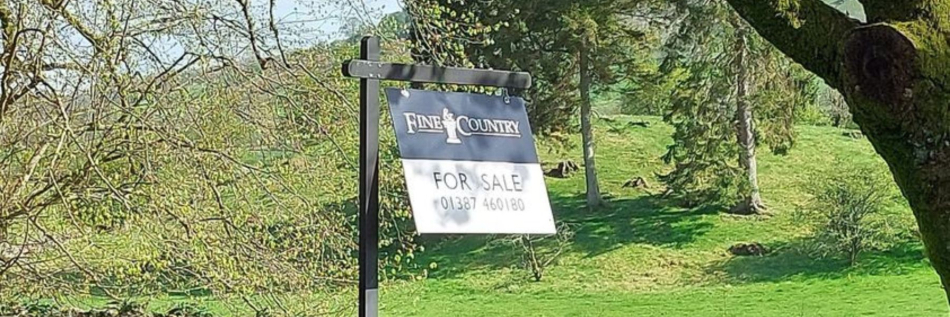 FINE COUNTRY
FOR SALE
01387 460180